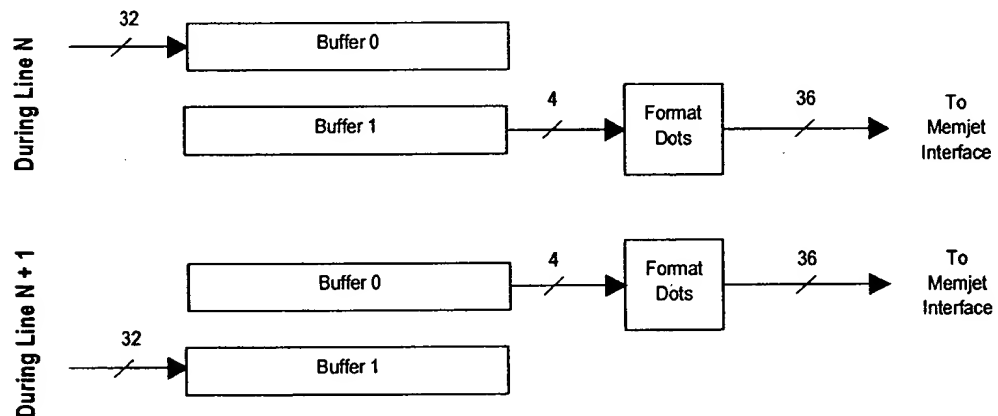 During Line N
32
Buffer 0
Buffer 1
4
Format
Dots
36
To
Memjet
Interface
During Line N + 1
Buffer 0
4
Format
Dots
36
To
Memjet
Interface
32
Buffer 1